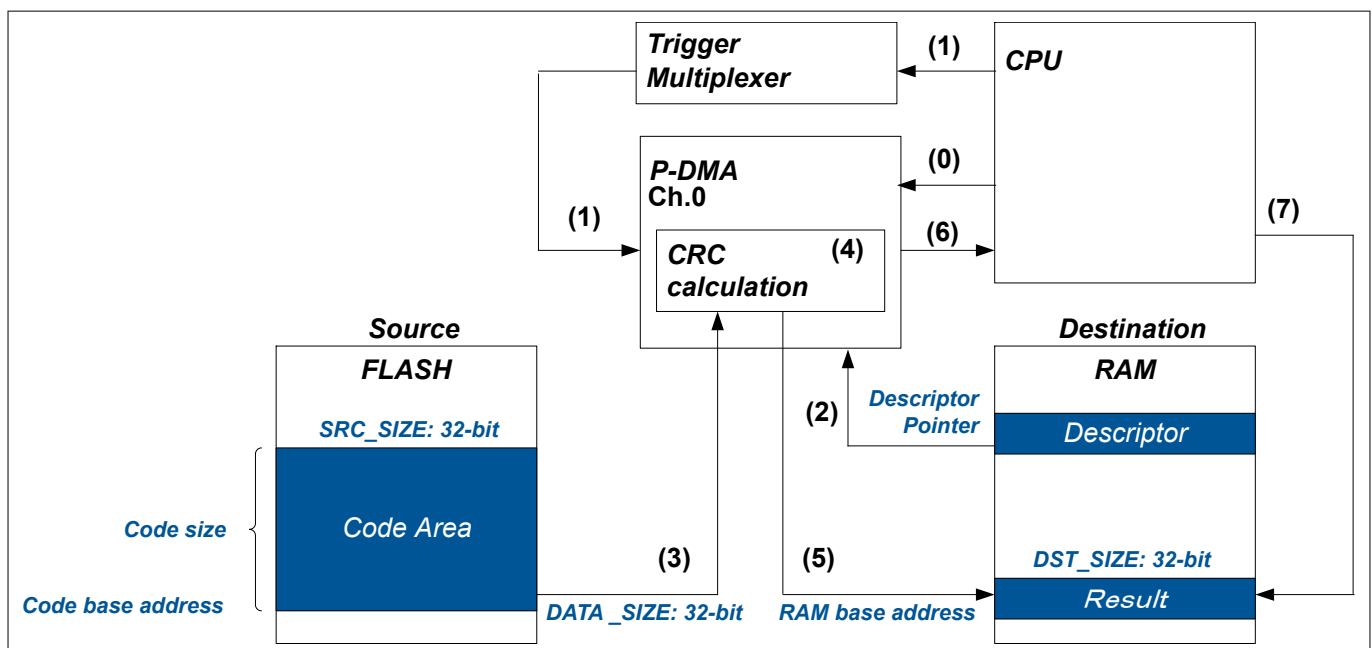 Trigger
Multiplexer
(1)
CPU
P-DMA
Ch.0
(0)
(1)
(6)
(7)
CRC
calculation
(4)
Source
FLASH
SRC_SIZE: 32-bit
Code size
Code Area
Code base address
(3)
DATA _SIZE: 32-bit
(5)
RAM base address
(2)
Descriptor
Pointer
Destination
RAM
Descriptor
DST_SIZE: 32-bit
Result